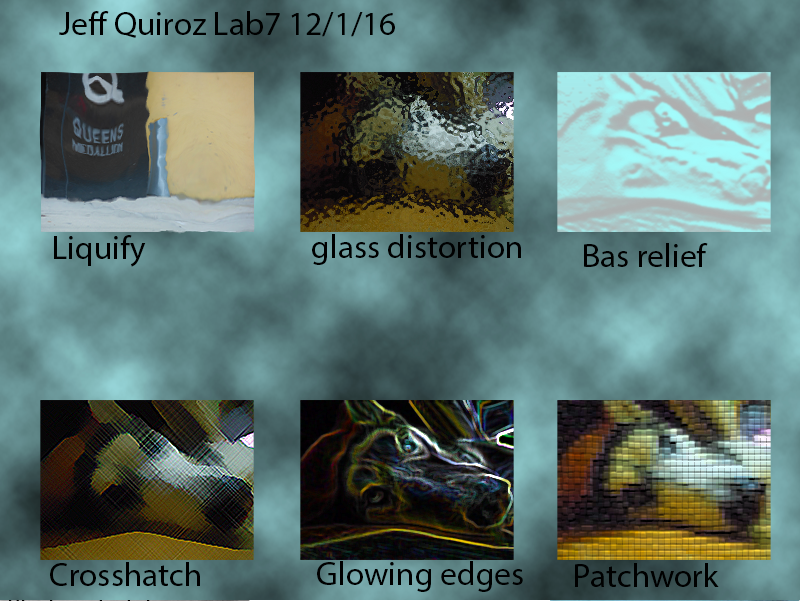 Jeff Quiroz Lab7 12/1/16
Q
QUEENS
MEDALLION
Liquify
glass distortion
Bas relief
Crosshatch
Glowing edges
Patchwork